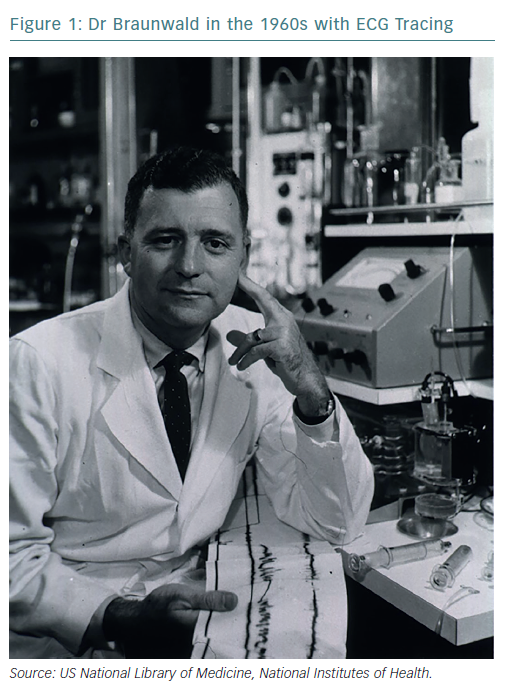 Figure 1: Dr Braunwald in the 1960s with ECG Tracing
Source: US National Library of Medicine, National Institutes of Health.